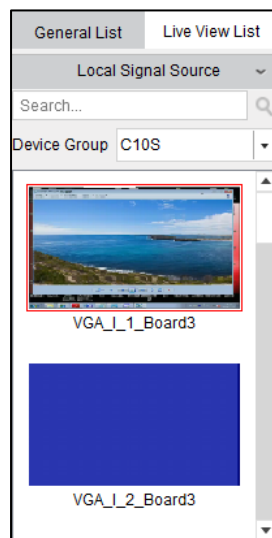 General List
Live View List
Local Signal Source
Search...
Device Group C10S
VGA_I_1_Board3
VGA_I_2_Board3